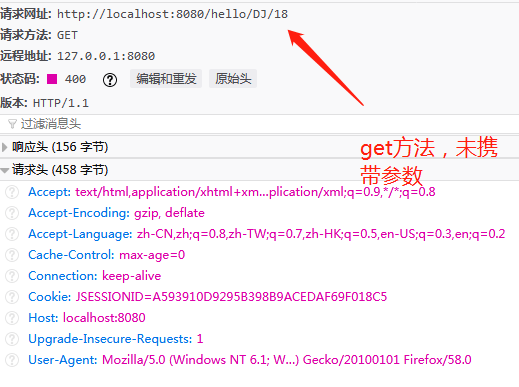 请求网址: http://localhost:8080/hello/DJ/18
请求方法: GET
远程地址: 127.0.0.1:8080
状态码: 400 ? 编辑和重发 原始头
版本: HTTP/1.1
过滤消息头
响应头 (156 字节)
get方法，未携
带参数
请求头 (458 字节)
? Accept: text/html,application/xhtml+xm…plication/xml;q=0.9,*/*;q=0.8
? Accept-Encoding: gzip, deflate
? Accept-Language: zh-CN,zh;q=0.8,zh-TW;q=0.7,zh-HK;q=0.5,en-US;q=0.3,en;q=0.2
? Cache-Control: max-age=0
? Connection: keep-alive
? Cookie: JSESSIONID=A593910D9295B398B9ACEDAF69F018C5
? Host: localhost:8080
? Upgrade-Insecure-Requests: 1
? User-Agent: Mozilla/5.0 (Windows NT 6.1; W…) Gecko/20100101 Firefox/58.0